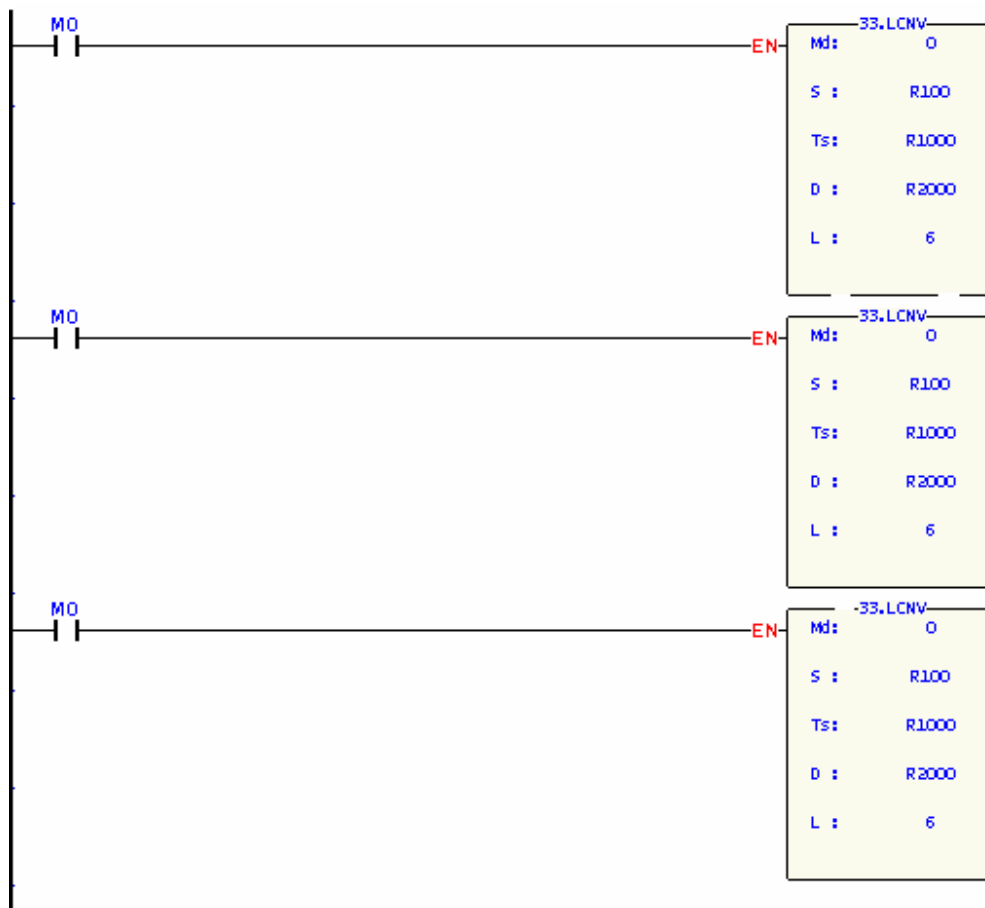 M0
33.LCNV
EN
Md: 0
S : R100
Ts: R1000
D : R2000
L : 6
M0
33.LCNV
EN
Md: 0
S : R100
Ts: R1000
D : R2000
L : 6
M0
33.LCNV
EN
Md: 0
S : R100
Ts: R1000
D : R2000
L : 6